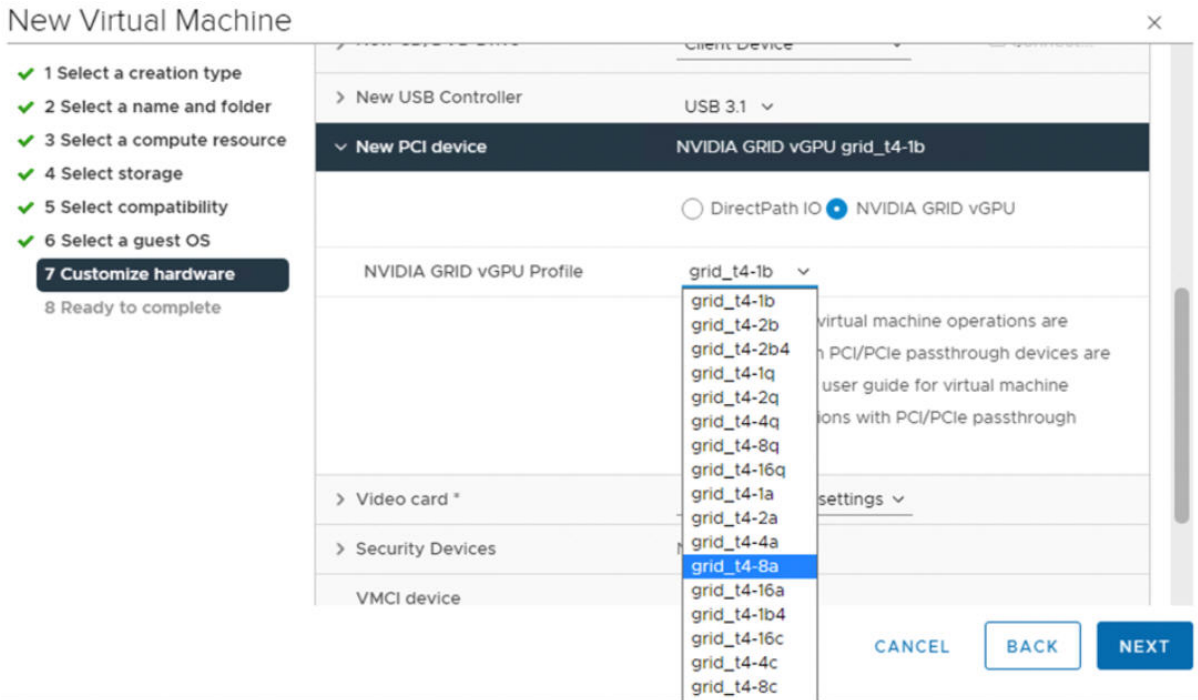 New Virtual Machine
1 Select a creation type
2 Select a name and folder
3 Select a compute resource
4 Select storage
5 Select compatibility
6 Select a guest OS
7 Customize hardware
8 Ready to complete
Client Device
New USB Controller
USB 3.1
New PCI device
NVIDIA GRID vGPU grid_t4-1b
DirectPath IO
NVIDIA GRID vGPU
NVIDIA GRID vGPU Profile
grid_t4-1b
grid_t4-1b
grid_t4-2b
grid_t4-2b4
grid_t4-1q
grid_t4-2q
grid_t4-4q
grid_t4-8q
grid_t4-16q
grid_t4-1a
grid_t4-2a
grid_t4-4a
grid_t4-8a
grid_t4-16a
grid_t4-1b4
grid_t4-16c
grid_t4-4c
grid_t4-8c
virtual machine operations are
PCI/PCIe passthrough devices are
user guide for virtual machine
ions with PCI/PCIe passthrough
Video card *
settings
Security Devices
VMCI device
CANCEL
BACK
NEXT